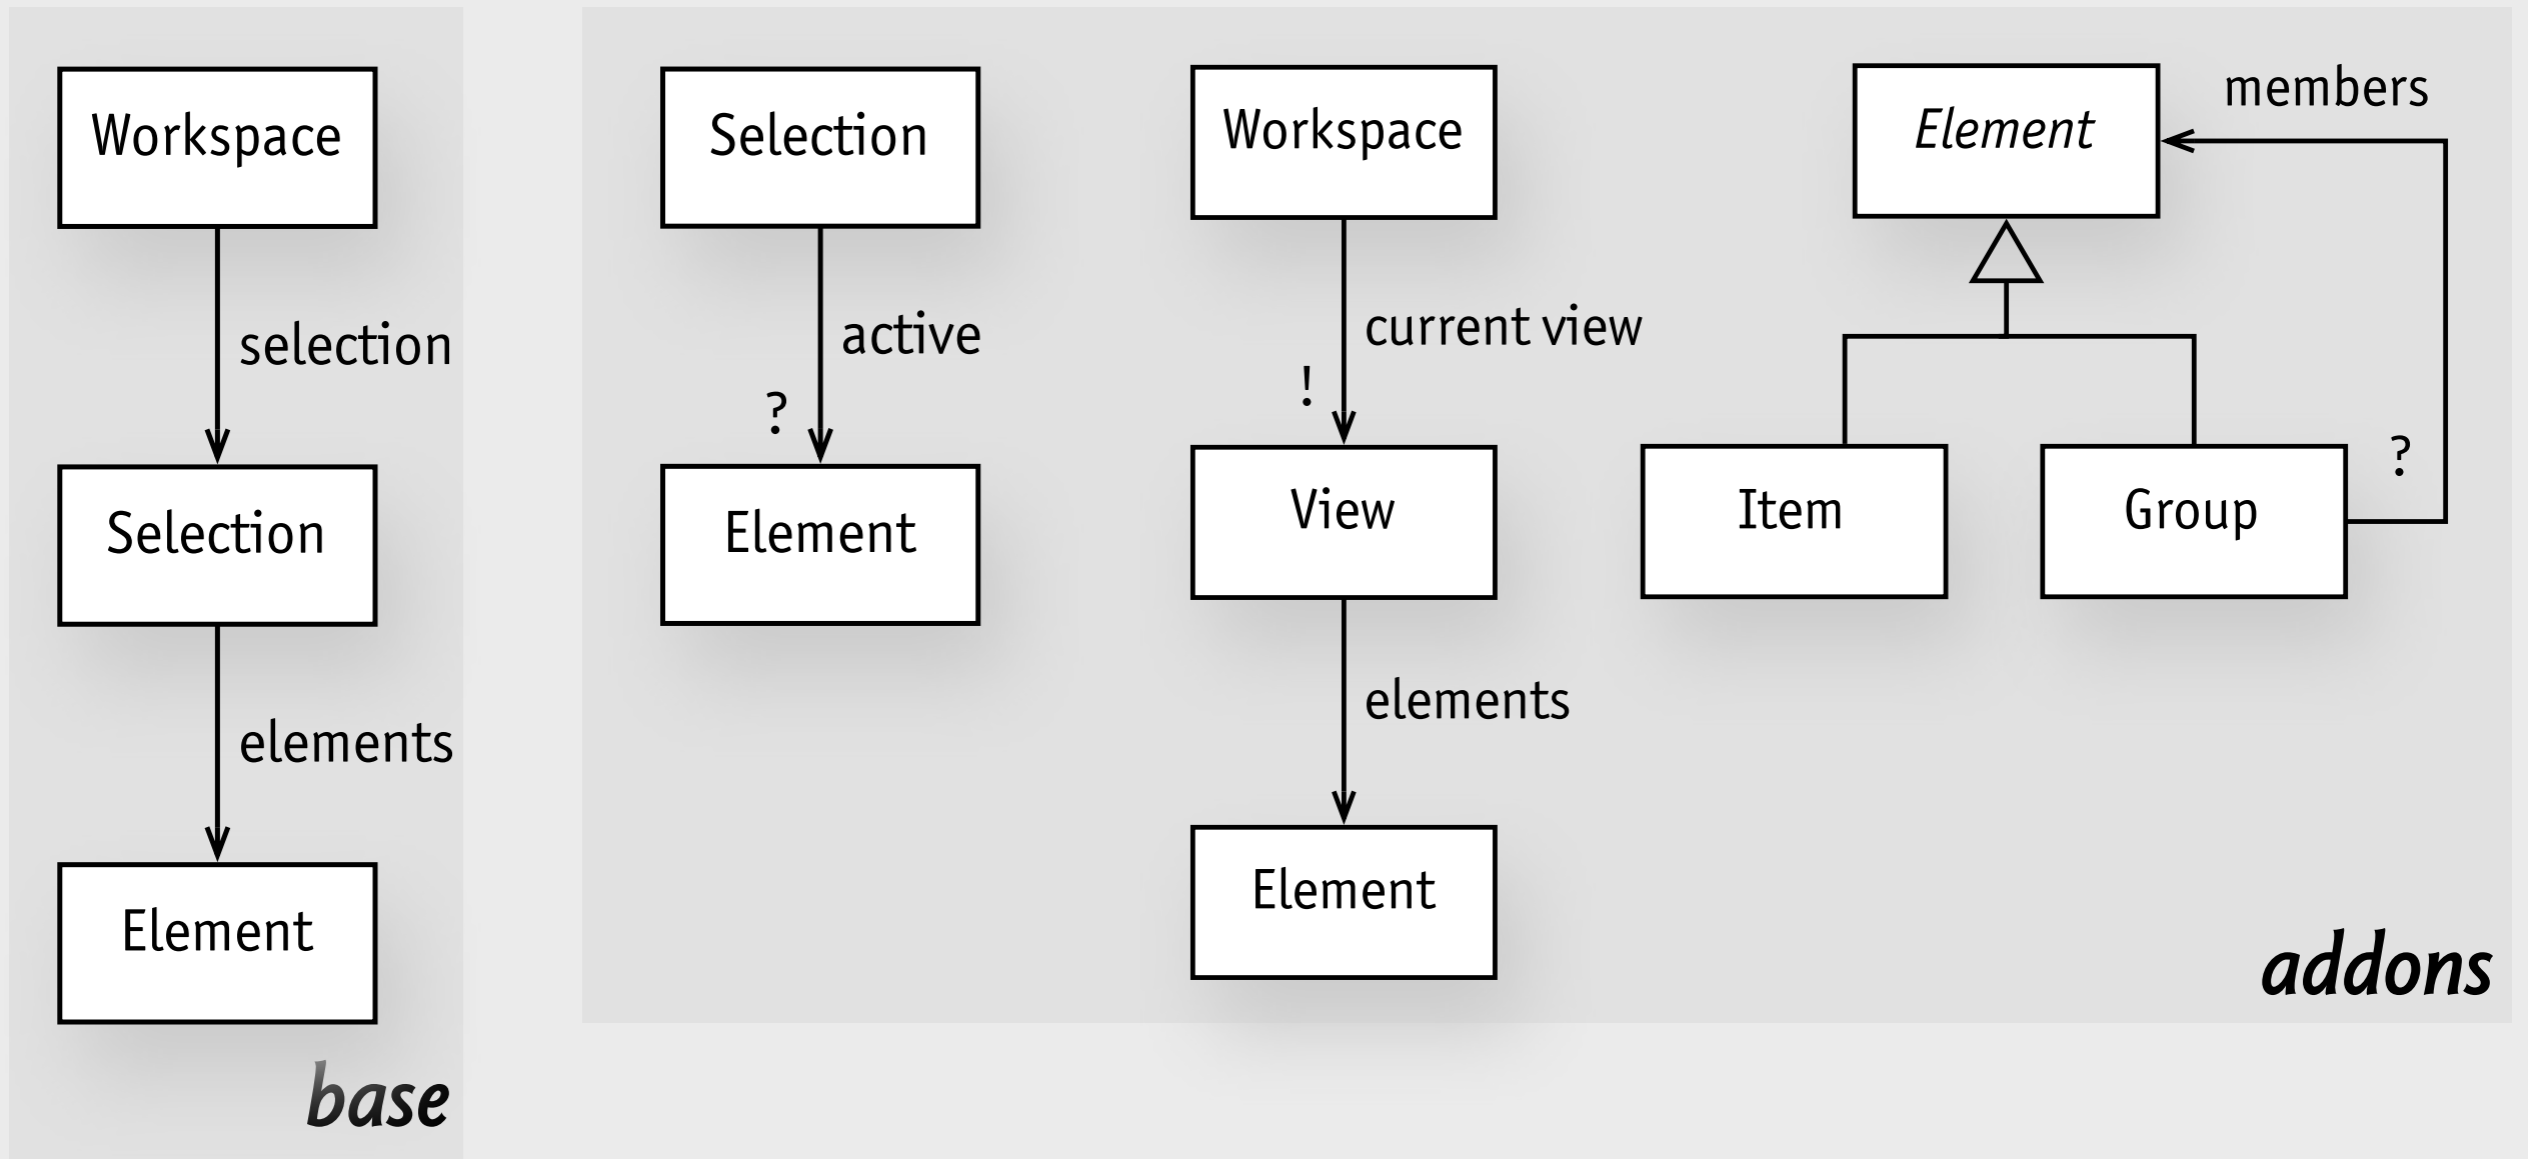 Workspace
selection
Selection
elements
Element
base
Selection
active
?
Element
Workspace
current view
!
View
elements
Element
Element
members
Item
Group
?
addons